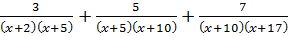 3/((x+2)(x+5)) + 5/((x+5)(x+10)) + 7/((x+10)(x+17))